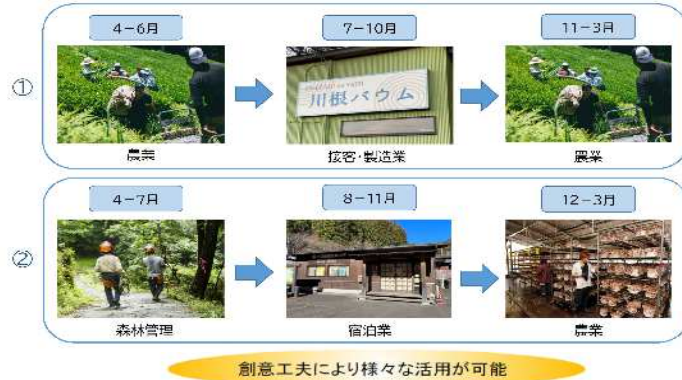 4-6月
7-10月
11-3月
①
川根バウム
農業
接客・製造業
農業
4-7月
8-11月
12-3月
②
森林管理
宿泊業
農業
創意工夫により様々な活用が可能